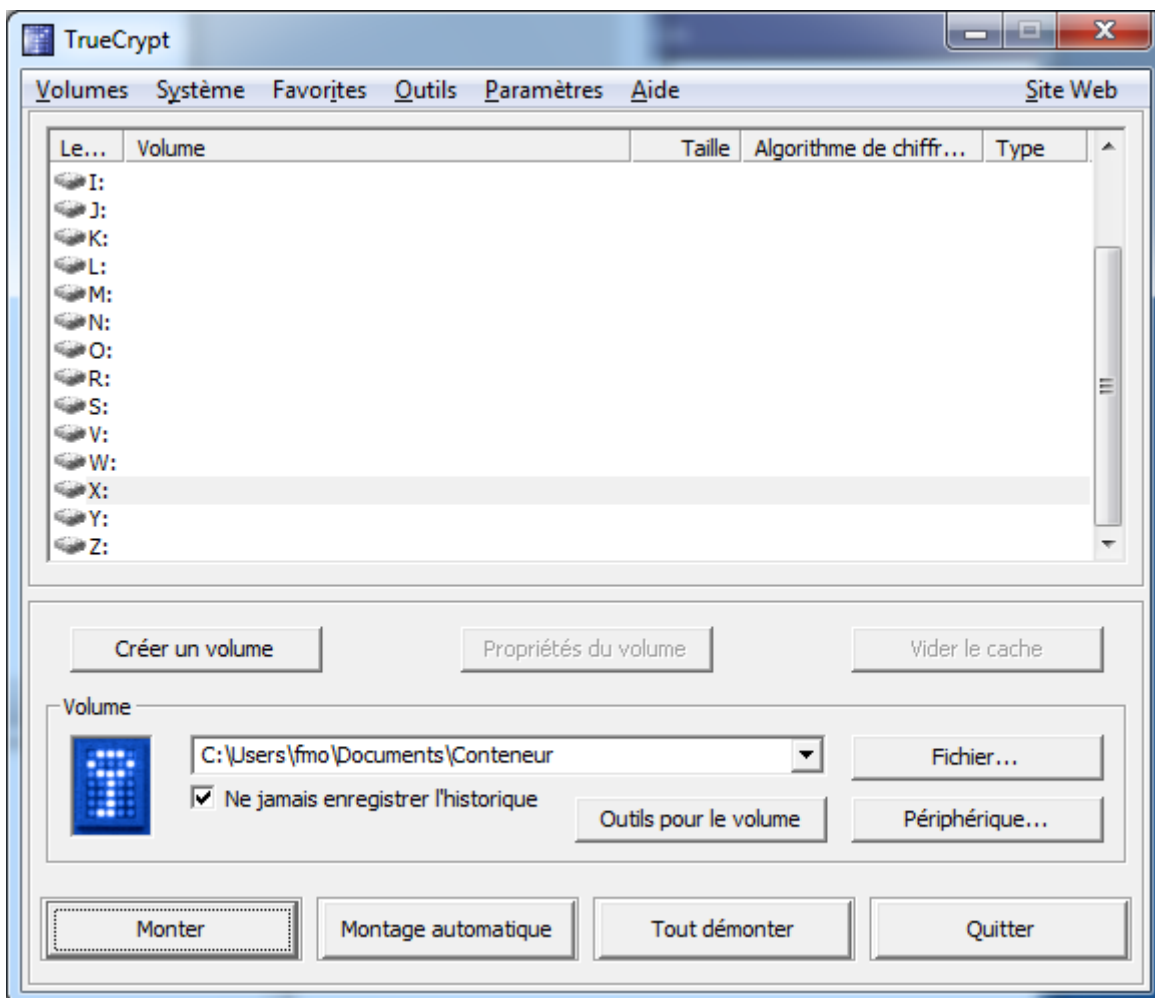 TrueCrypt
Volumes Système Favorites Outils Paramètres Aide Site Web
Le... Volume Taille Algorithme de chiffr... Type
I:
J:
K:
L:
M:
N:
O:
R:
S:
V:
W:
X:
Y:
Z:
Créer un volume Propriétés du volume Vider le cache
Volume
C:\Users\fmo\Documents\Conteneur Fichier...
Ne jamais enregistrer l'historique
Outils pour le volume Périphérique...
Monter Montage automatique Tout démonter Quitter